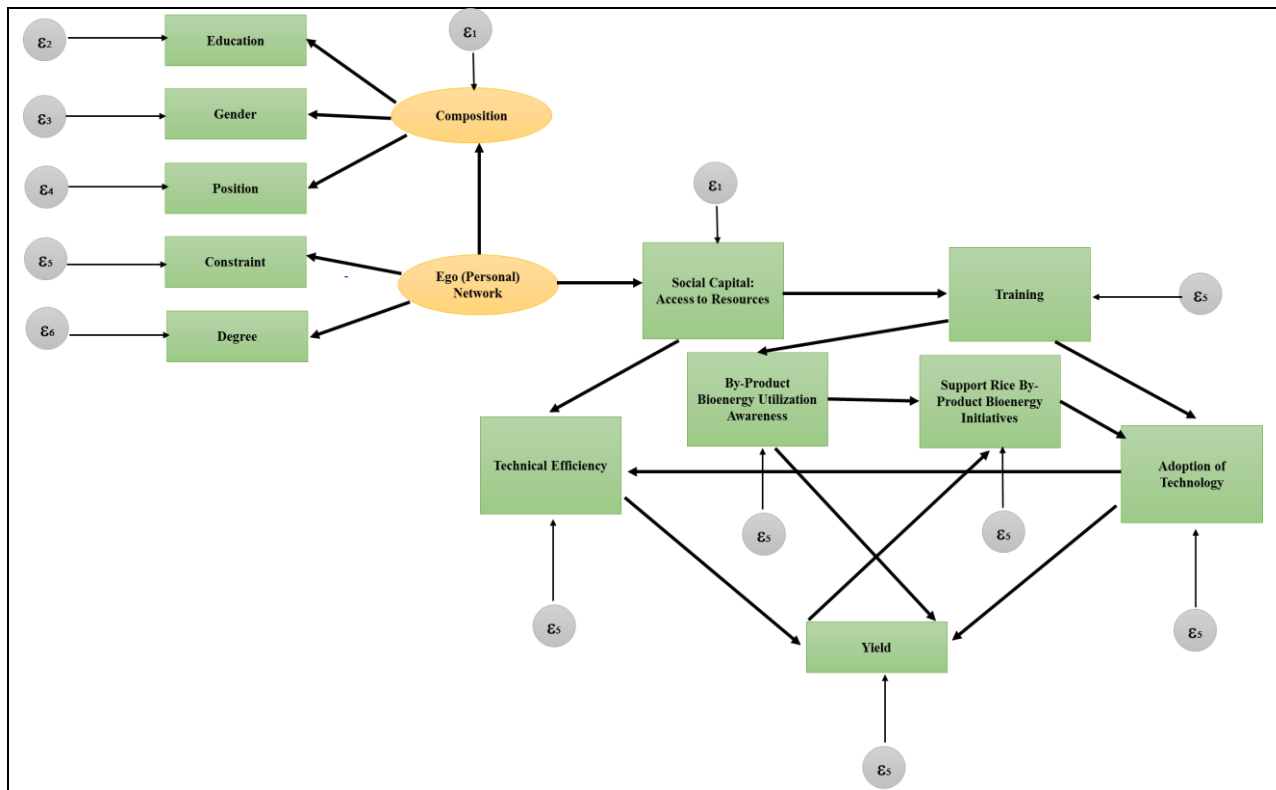 ε2
Education
ε1
ε3
Gender
Composition
ε4
Position
ε5
Constraint
Ego (Personal)
Network
ε6
Degree
ε1
Social Capital:
Access to Resources
Training
ε5
By-Product
Bioenergy Utilization
Awareness
Support Rice By-
Product Bioenergy
Initiatives
Technical Efficiency
Adoption of
Technology
ε5
ε5
ε5
ε5
Yield
ε5